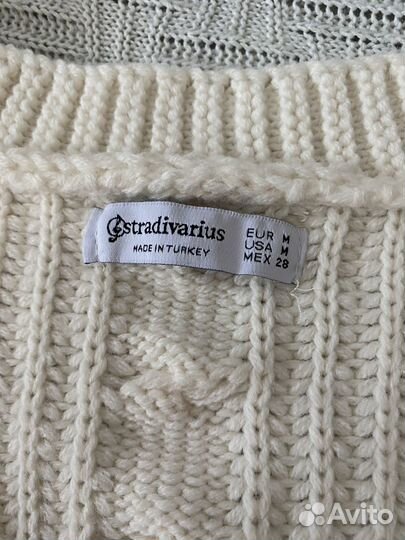 stradivarius
MADE IN TURKEY
EUR M
USA M
MEX 28
Avito